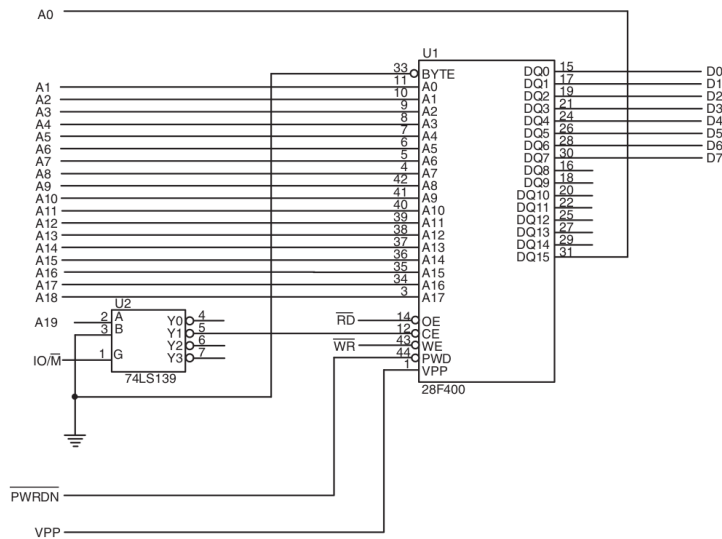 A0
U1
33 BYTE DQ0 15 D0
A1 11 A0 DQ1 17 D1
A2 10 A1 DQ2 19 D2
A3 9 A2 DQ3 21 D3
A4 8 A3 DQ4 24 D4
A5 7 A4 DQ5 26 D5
A6 6 A5 DQ6 28 D6
A7 5 A6 DQ7 30 D7
A8 4 A7 DQ8 16
A9 42 A8 DQ9 18
A10 41 A9 DQ10 20
A11 40 A10 DQ11 22
A12 39 A11 DQ12 25
A13 38 A12 DQ13 27
A14 37 A13 DQ14 29
A15 36 A14 DQ15 31
A16 35 A15
A17 34 A16
A18 3 A17
U2
A19 2 A Y0 4 RD 14 OE
3 B Y1 5 12 CE
Y2 6 WR 43 WE
IO/M 1 G Y3 7 44 PWD
1 VPP
74LS139 28F400
PWRDN
VPP